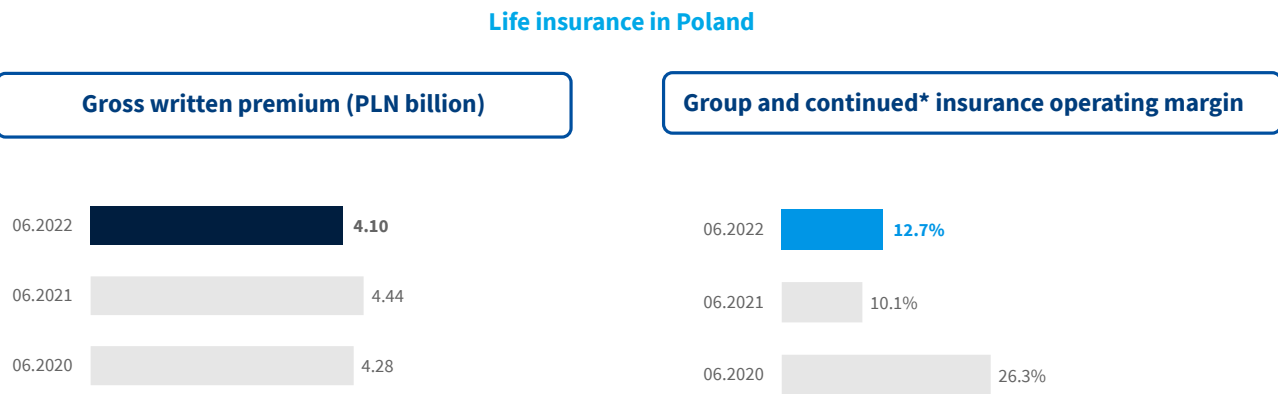 Life insurance in Poland
Gross written premium (PLN billion)
06.2022 4.10
06.2021 4.44
06.2020 4.28
Group and continued* insurance operating margin
06.2022 12.7%
06.2021 10.1%
06.2020 26.3%